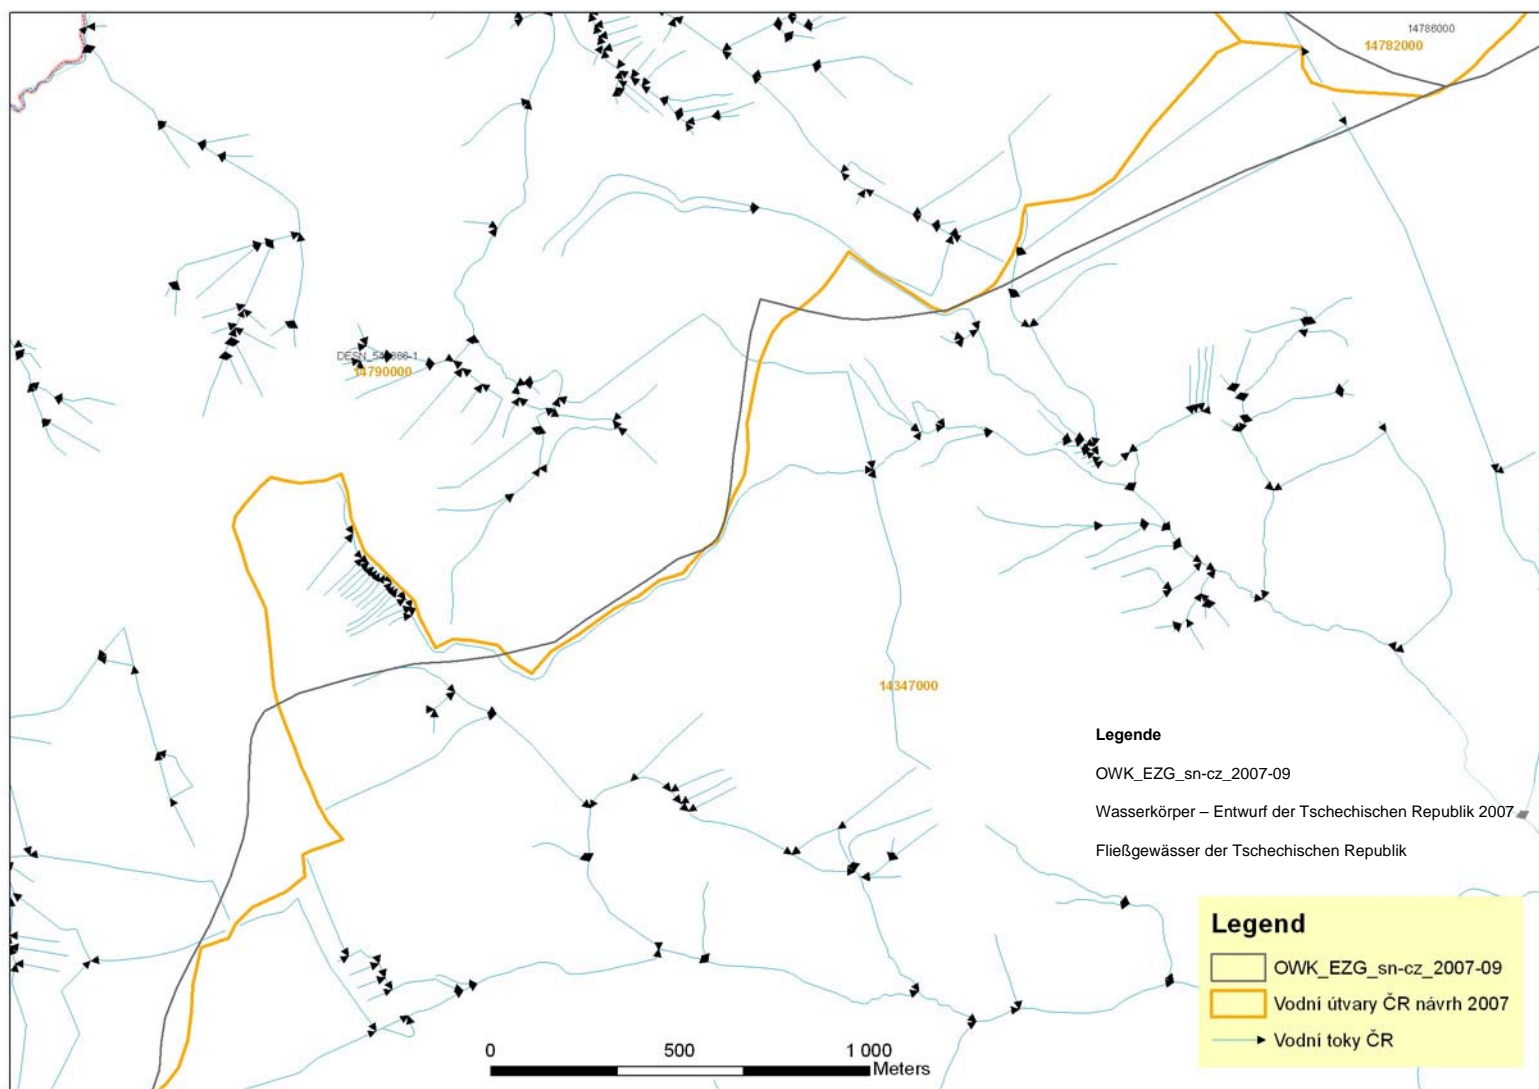 14786000
14782000
14790000
14347000
Legende
OWK_EZG_sn-cz_2007-09
Wasserkörper – Entwurf der Tschechischen Republik 2007
Fließgewässer der Tschechischen Republik
Legend
OWK_EZG_sn-cz_2007-09
Vodní útvary ČR návrh 2007
Vodní toky ČR
0 500 1 000
Meters